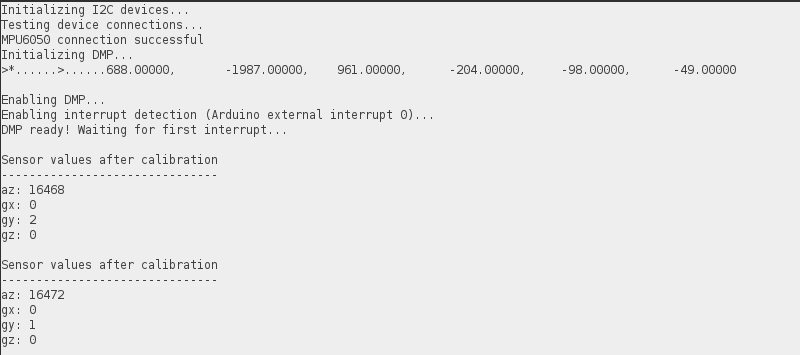 Initializing I2C devices...
Testing device connections...
MPU6050 connection successful
Initializing DMP...
>*......>......688.00000,	-1987.00000,	961.00000,	-204.00000,	-98.00000,	-49.00000
Enabling DMP...
Enabling interrupt detection (Arduino external interrupt 0)...
DMP ready! Waiting for first interrupt...
Sensor values after calibration
-------------------------------
az: 16468
gx: 0
gy: 2
gz: 0
Sensor values after calibration
-------------------------------
az: 16472
gx: 0
gy: 1
gz: 0